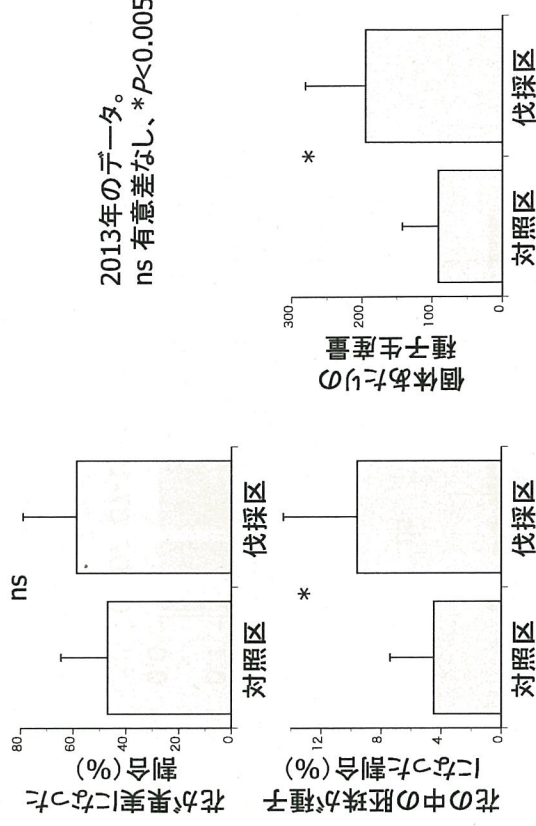 80
60
40
20
0
花が果実になった
割合(%)
ns
対照区
伐採区
12
8
4
0
花の中の胚珠が種子
になった割合(%)
*
対照区
伐採区
2013年のデータ。
ns 有意差なし、*P<0.005
300
200
100
0
個体あたりの
種子生産量
*
対照区
伐採区